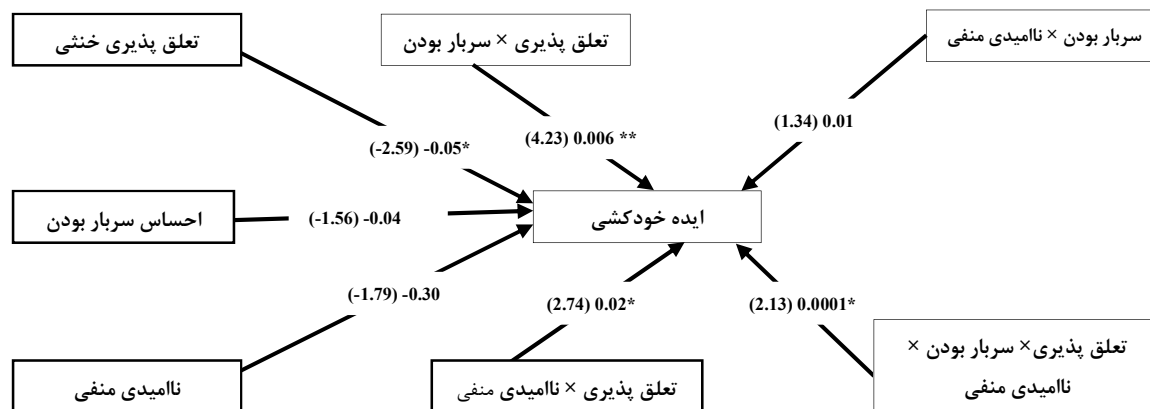 سربار بودن × ناامیدی منفی
تعلق پذیری × سربار بودن
تعلق پذیری خنثی
(1.34) 0.01
(4.23) 0.006 **
(-2.59) -0.05*
ایده خودکشی
(-1.56) -0.04
احساس سربار بودن
(2.13) 0.0001*
(2.74) 0.02*
(-1.79) -0.30
تعلق پذیری× سربار بودن ×
ناامیدی منفی
تعلق پذیری × ناامیدی منفی
ناامیدی منفی